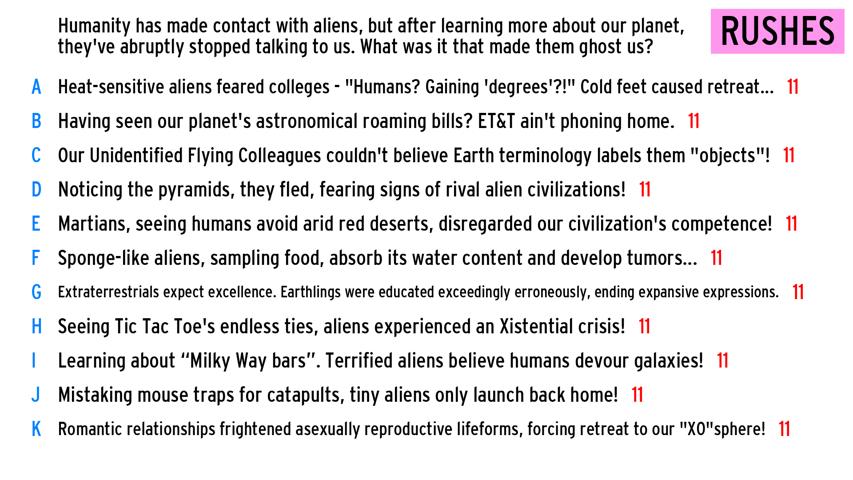 Humanity has made contact with aliens, but after learning more about our planet,
they've abruptly stopped talking to us. What was it that made them ghost us?
RUSHES
A Heat-sensitive aliens feared colleges - "Humans? Gaining 'degrees'?!" Cold feet caused retreat... 11
B Having seen our planet's astronomical roaming bills? ET&T ain't phoning home. 11
C Our Unidentified Flying Colleagues couldn't believe Earth terminology labels them "objects"! 11
D Noticing the pyramids, they fled, fearing signs of rival alien civilizations! 11
E Martians, seeing humans avoid arid red deserts, disregarded our civilization's competence! 11
F Sponge-like aliens, sampling food, absorb its water content and develop tumors... 11
G Extraterrestrials expect excellence. Earthlings were educated exceedingly erroneously, ending expansive expressions. 11
H Seeing Tic Tac Toe's endless ties, aliens experienced an Xistential crisis! 11
I Learning about “Milky Way bars”. Terrified aliens believe humans devour galaxies! 11
J Mistaking mouse traps for catapults, tiny aliens only launch back home! 11
K Romantic relationships frightened asexually reproductive lifeforms, forcing retreat to our "XO"sphere! 11